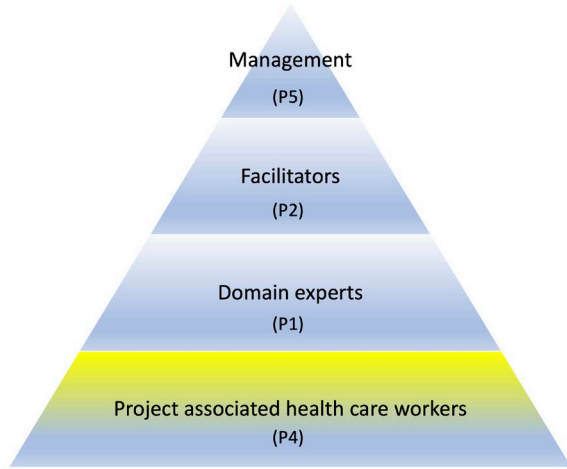 Management
(P5)
Facilitators
(P2)
Domain experts
(P1)
Project associated health care workers
(P4)